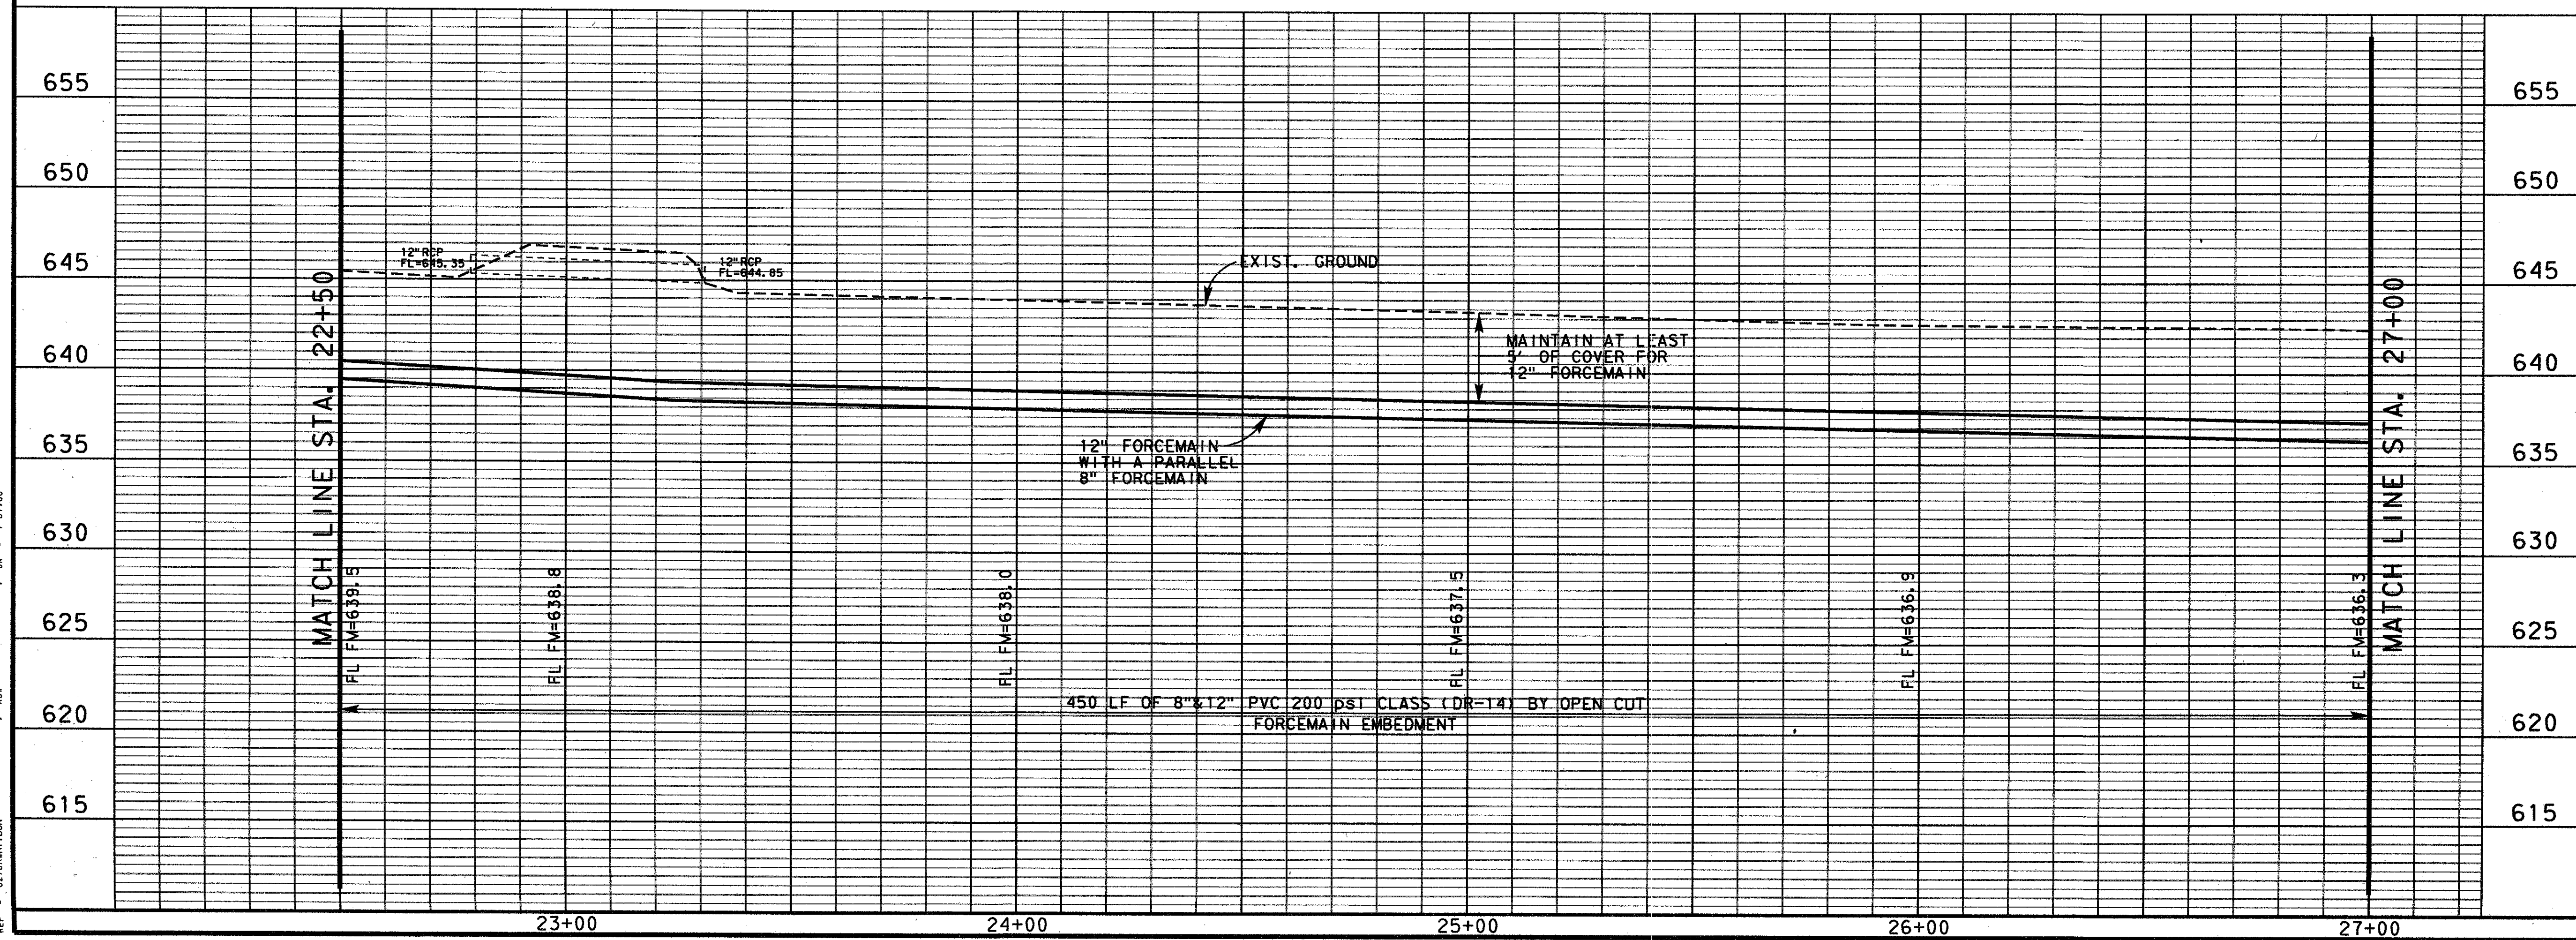 655
650
645
640
635
630
625
620
615
655
650
645
640
635
630
625
620
615
MATCH LINE STA. 22+50
MATCH LINE STA. 27+00
12" RCP
FL=645.35
12" RCP
FL=644.85
EXIST. GROUND
MAINTAIN AT LEAST
5' OF COVER FOR
12" FORCEMAIN
12" FORCEMAIN
WITH A PARALLEL
8" FORCEMAIN
FL FM=639.5
FL FM=638.8
FL FM=638.0
FL FM=637.5
FL FM=636.9
FL FM=636.3
450 LF OF 8"&12" PVC 200 psi CLASS (DR-14) BY OPEN CUT
FORCEMAIN EMBEDMENT
23+00
24+00
25+00
26+00
27+00